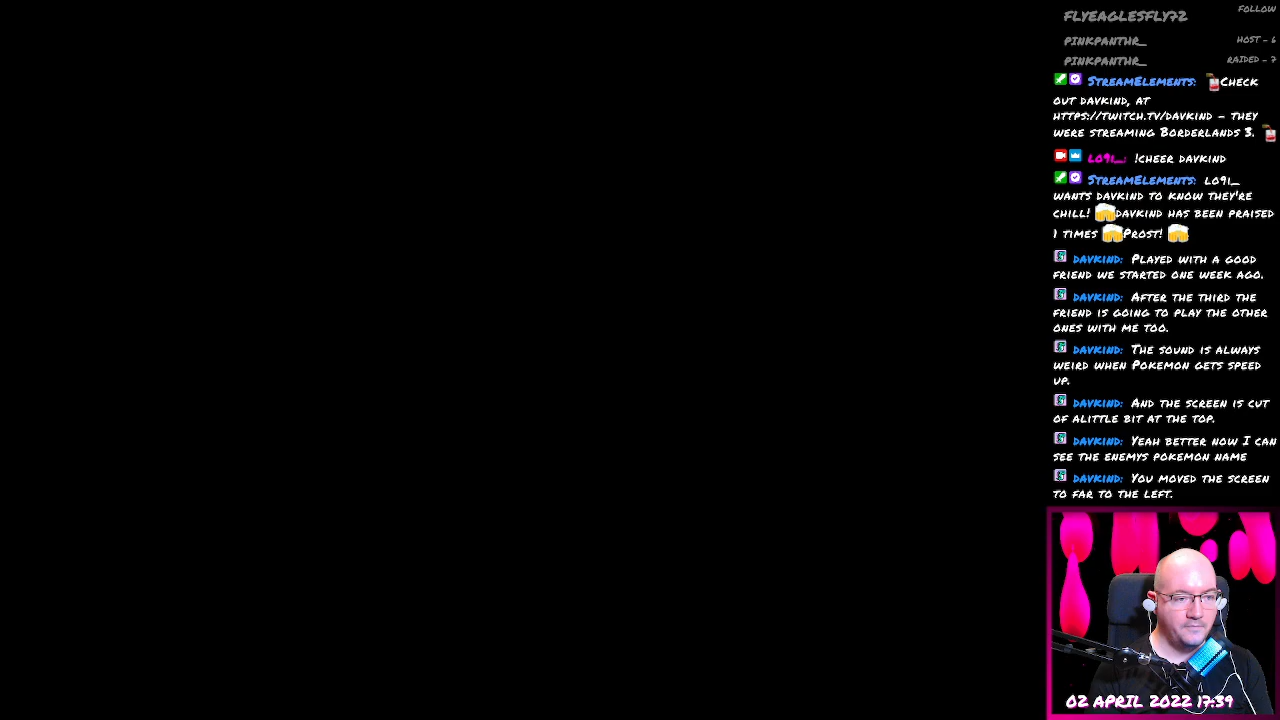 FLYEAGLESFLY72 FOLLOW
PINKPANTHR_ HOST - 6
PINKPANTHR_ RAIDED - 7
StreamElements: Check
out davkind, at
https://twitch.tv/davkind - they
were streaming Borderlands 3.
lo9i_: !cheer davkind
StreamElements: lo9i_
wants davkind to know they're
chill! davkind has been praised
1 times Prost!
davkind: Played with a good
friend we started one week ago.
davkind: After the third the
friend is going to play the other
ones with me too.
davkind: The sound is always
weird when Pokemon gets speed
up.
davkind: And the screen is cut
of alittle bit at the top.
davkind: Yeah better now I can
see the enemys pokemon name
davkind: You moved the screen
to far to the left.
02 APRIL 2022 17:39